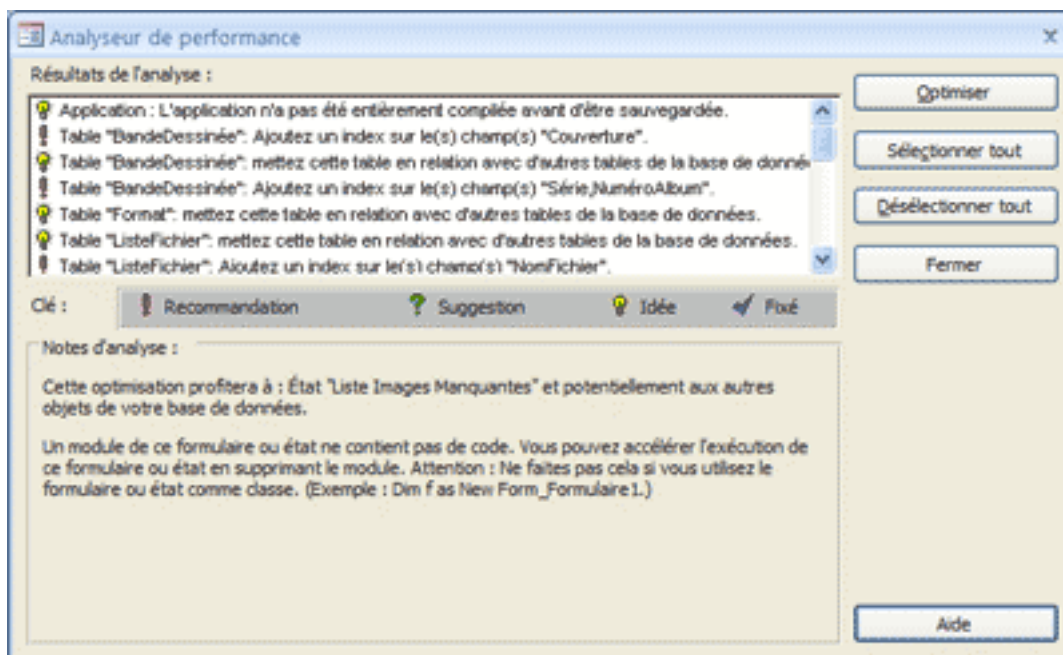 Analyseur de performance
Résultats de l'analyse :
Application : L'application n'a pas été entièrement compilée avant d'être sauvegardée.
Table "BandeDessinée": Ajoutez un index sur le(s) champ(s) "Couverture".
Table "BandeDessinée": mettez cette table en relation avec d'autres tables de la base de donné
Table "BandeDessinée": Ajoutez un index sur le(s) champ(s) "Série,NuméroAlbum".
Table "Format": mettez cette table en relation avec d'autres tables de la base de données.
Table "ListeFichier": mettez cette table en relation avec d'autres tables de la base de données.
Table "ListeFichier": Ajoutez un index sur le(s) champ(s) "NomFichier".
Optimiser
Sélectionner tout
Désélectionner tout
Fermer
Clé : Recommandation Suggestion Idée Fixé
Notes d'analyse :
Cette optimisation profitera à : État "Liste Images Manquantes" et potentiellement aux autres
objets de votre base de données.
Un module de ce formulaire ou état ne contient pas de code. Vous pouvez accélérer l'exécution de
ce formulaire ou état en supprimant le module. Attention : Ne faites pas cela si vous utilisez le
formulaire ou état comme classe. (Exemple : Dim f as New Form_Formulaire1.)
Aide